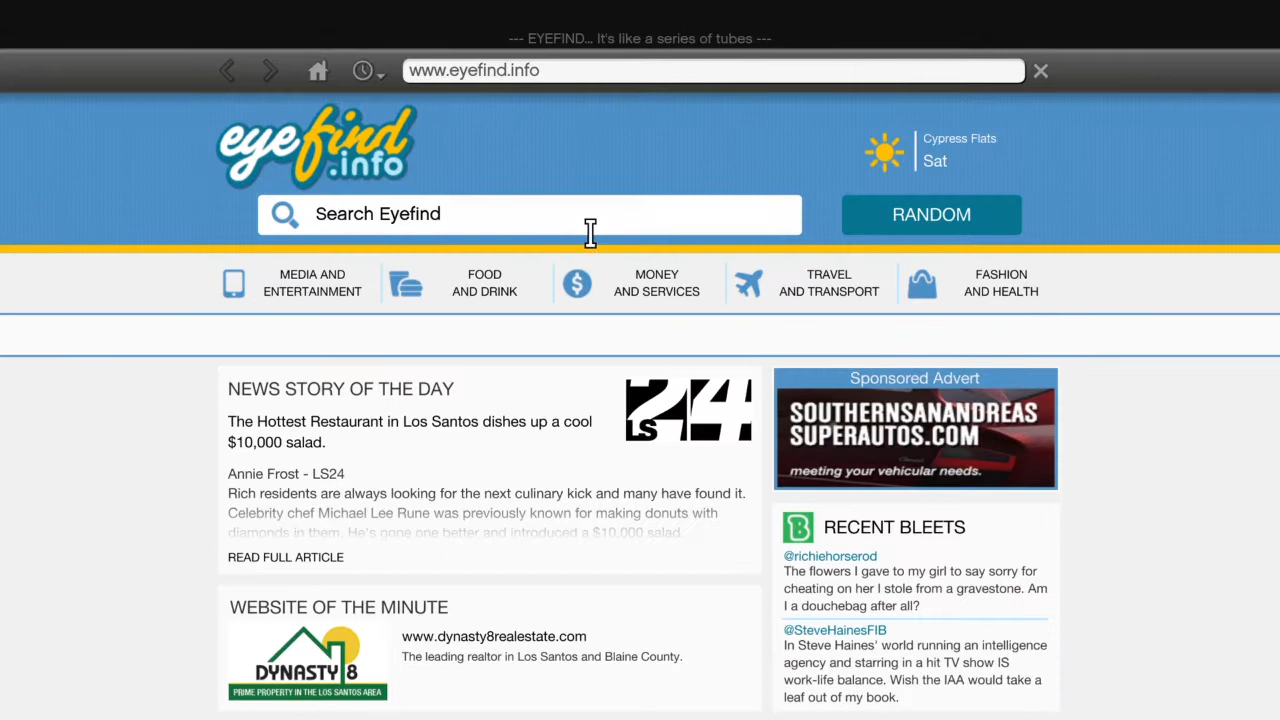 --- EYEFIND... It's like a series of tubes ---
www.eyefind.info
eyefind
.info
Cypress Flats
Sat
Search Eyefind
RANDOM
MEDIA AND
ENTERTAINMENT
FOOD
AND DRINK
MONEY
AND SERVICES
TRAVEL
AND TRANSPORT
FASHION
AND HEALTH
NEWS STORY OF THE DAY
24
LS
The Hottest Restaurant in Los Santos dishes up a cool
$10,000 salad.
Annie Frost - LS24
Rich residents are always looking for the next culinary kick and many have found it.
Celebrity chef Michael Lee Rune was previously known for making donuts with
diamonds in them. He's gone one better and introduced a $10,000 salad.
READ FULL ARTICLE
WEBSITE OF THE MINUTE
DYNASTY 8
PRIME PROPERTY IN THE LOS SANTOS AREA
www.dynasty8realestate.com
The leading realtor in Los Santos and Blaine County.
Sponsored Advert
SOUTHERNSANANDREAS
SUPERAUTOS.COM
meeting your vehicular needs.
B
RECENT BLEETS
@richiehorserod
The flowers I gave to my girl to say sorry for
cheating on her I stole from a gravestone. Am
I a douchebag after all?
@SteveHainesFIB
In Steve Haines' world running an intelligence
agency and starring in a hit TV show IS
work-life balance. Wish the IAA would take a
leaf out of my book.